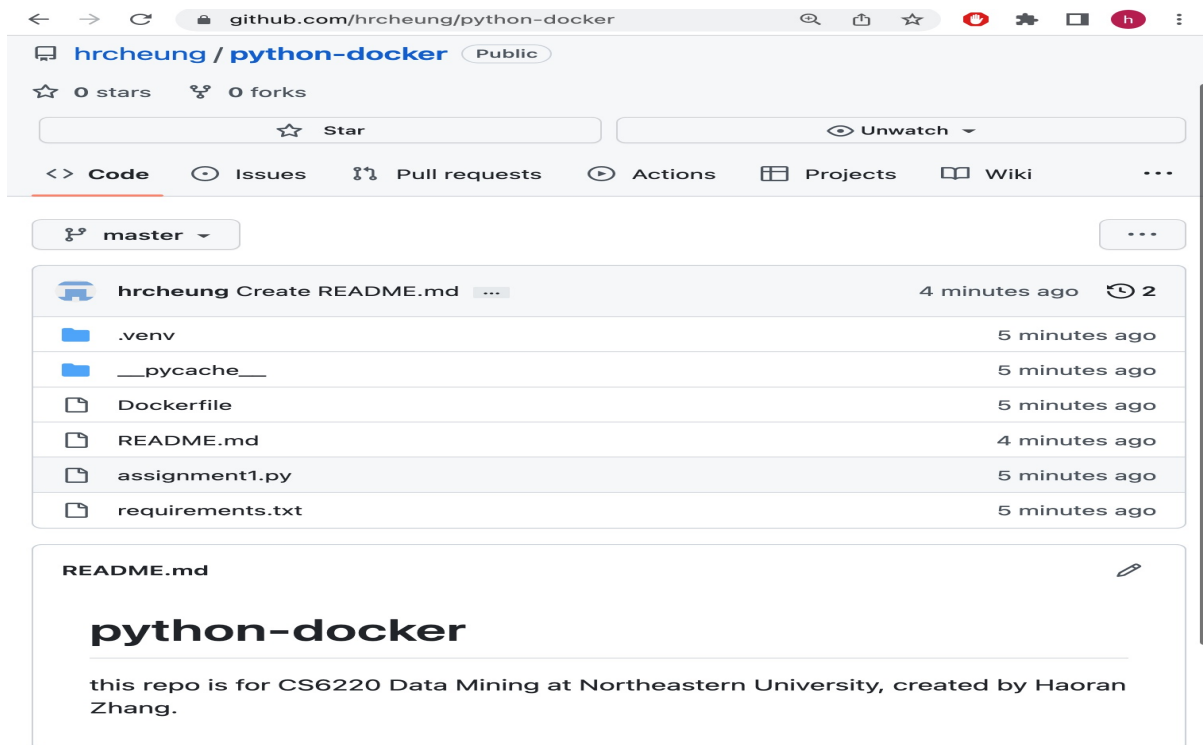 github.com/hrcheung/python-docker h
hrcheung / python-docker Public
0 stars 0 forks
Star Unwatch
<> Code Issues Pull requests Actions Projects Wiki ...
master ...
hrcheung Create README.md ... 4 minutes ago 2
.venv 5 minutes ago
__pycache__ 5 minutes ago
Dockerfile 5 minutes ago
README.md 4 minutes ago
assignment1.py 5 minutes ago
requirements.txt 5 minutes ago
README.md
python-docker
this repo is for CS6220 Data Mining at Northeastern University, created by Haoran
Zhang.